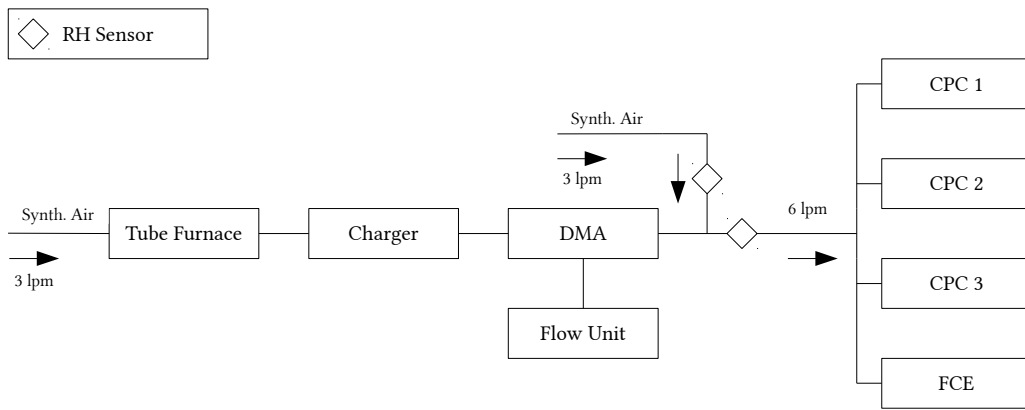 RH Sensor
CPC 1
Synth. Air
3 lpm
CPC 2
Synth. Air
Tube Furnace
Charger
DMA
6 lpm
3 lpm
CPC 3
Flow Unit
FCE